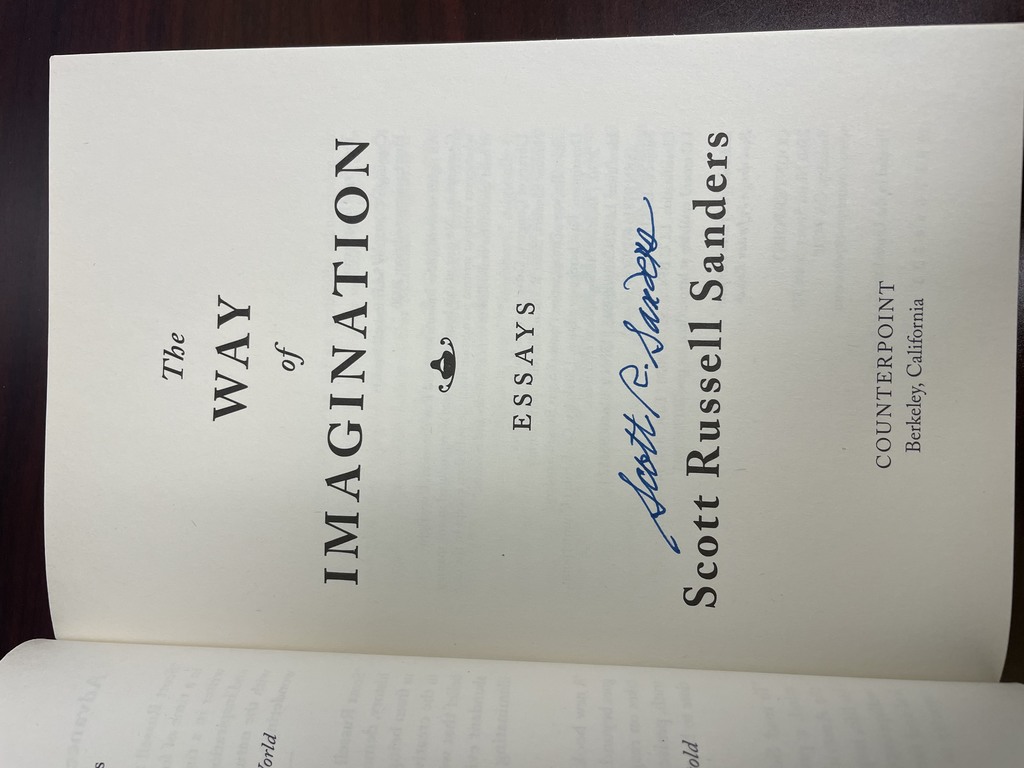 The
WAY
of
IMAGINATION
ESSAYS
Scott R. Sanders
Scott Russell Sanders
COUNTERPOINT
Berkeley, California